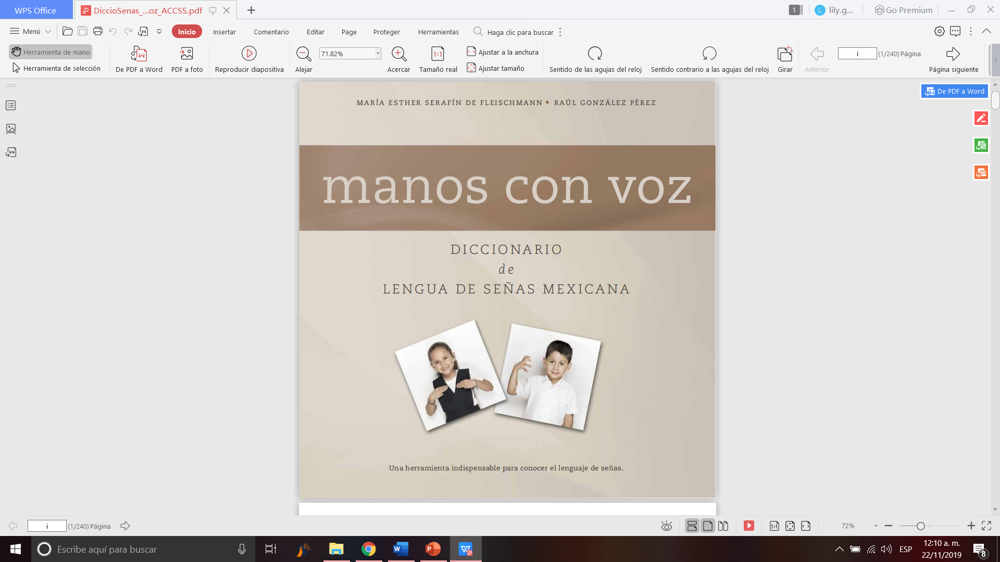 WPS Office
DiccioSenas_...oz_ACCSS.pdf
1
L
lily.g...
Go Premium
Menú
Inicio
Insertar
Comentario
Editar
Page
Proteger
Herramientas
Haga clic para buscar
Herramienta de mano
Herramienta de selección
De PDF a Word
PDF a foto
Reproducir diapositiva
Alejar
71.82%
Acercar
1:1
Tamaño real
Ajustar a la anchura
Ajustar tamaño
Sentido de las agujas del reloj
Sentido contrario a las agujas del reloj
Girar
Anterior
i
(1/240) Página
Página siguiente
De PDF a Word
MARÍA ESTHER SERAFÍN DE FLEISCHMANN • RAÚL GONZÁLEZ PÉREZ
manos con voz
DICCIONARIO
de
LENGUA DE SEÑAS MEXICANA
Una herramienta indispensable para conocer el lenguaje de señas.
i
(1/240) Página
1:1
72%
Escribe aquí para buscar
ESP
12:10 a. m.
22/11/2019
8